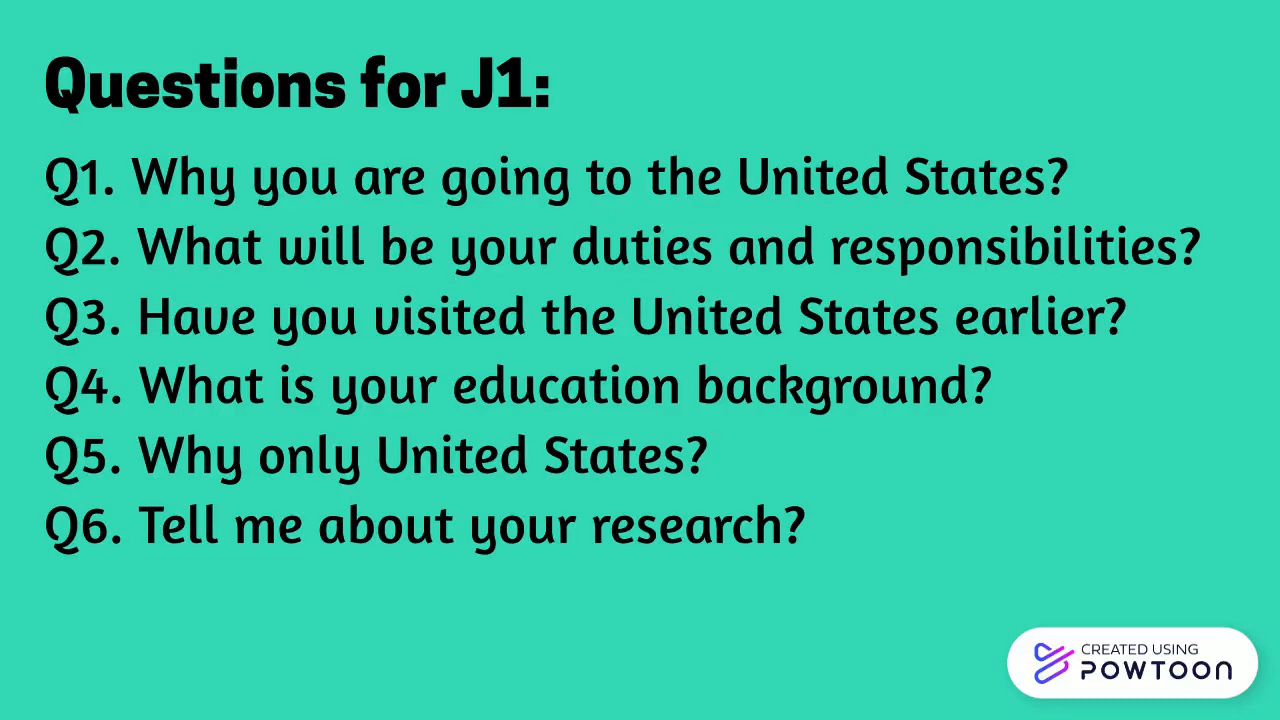 Questions for J1:
Q1. Why you are going to the United States?
Q2. What will be your duties and responsibilities?
Q3. Have you visited the United States earlier?
Q4. What is your education background?
Q5. Why only United States?
Q6. Tell me about your research?
CREATED USING
POWTOON